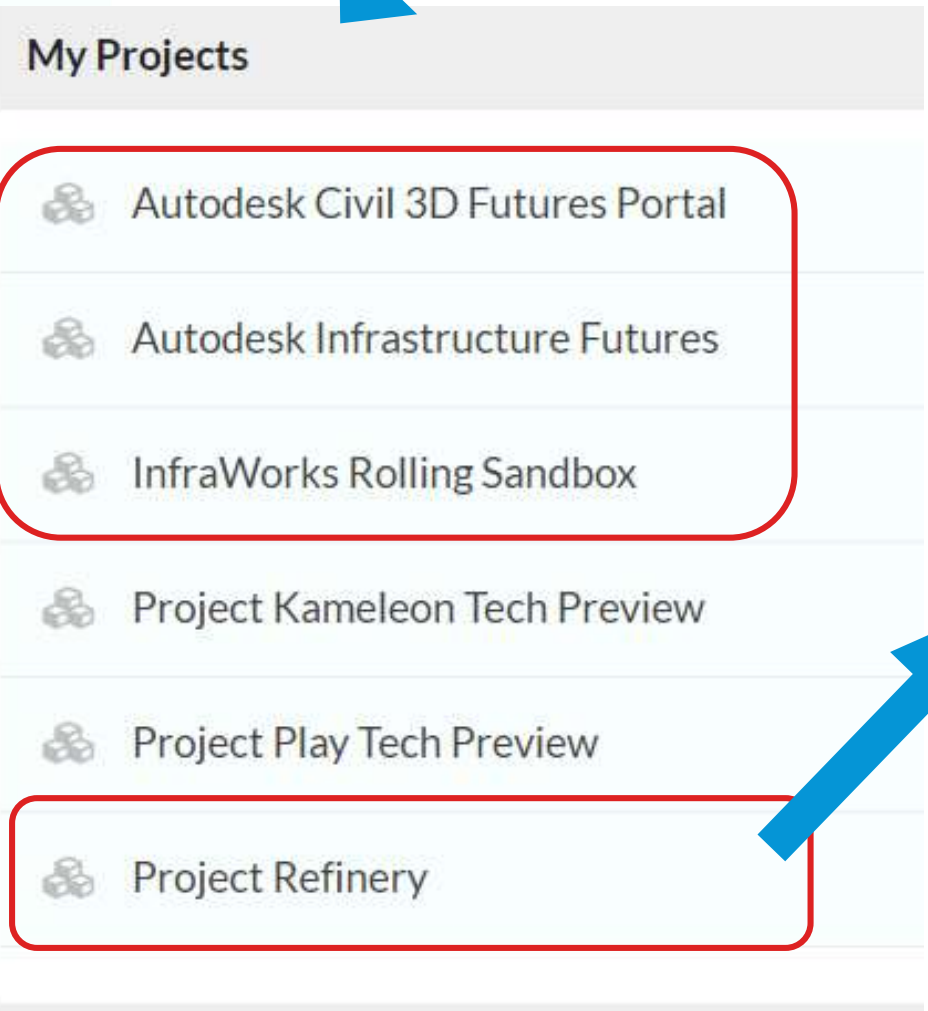 My Projects
Autodesk Civil 3D Futures Portal
Autodesk Infrastructure Futures
InfraWorks Rolling Sandbox
Project Kameleon Tech Preview
Project Play Tech Preview
Project Refinery